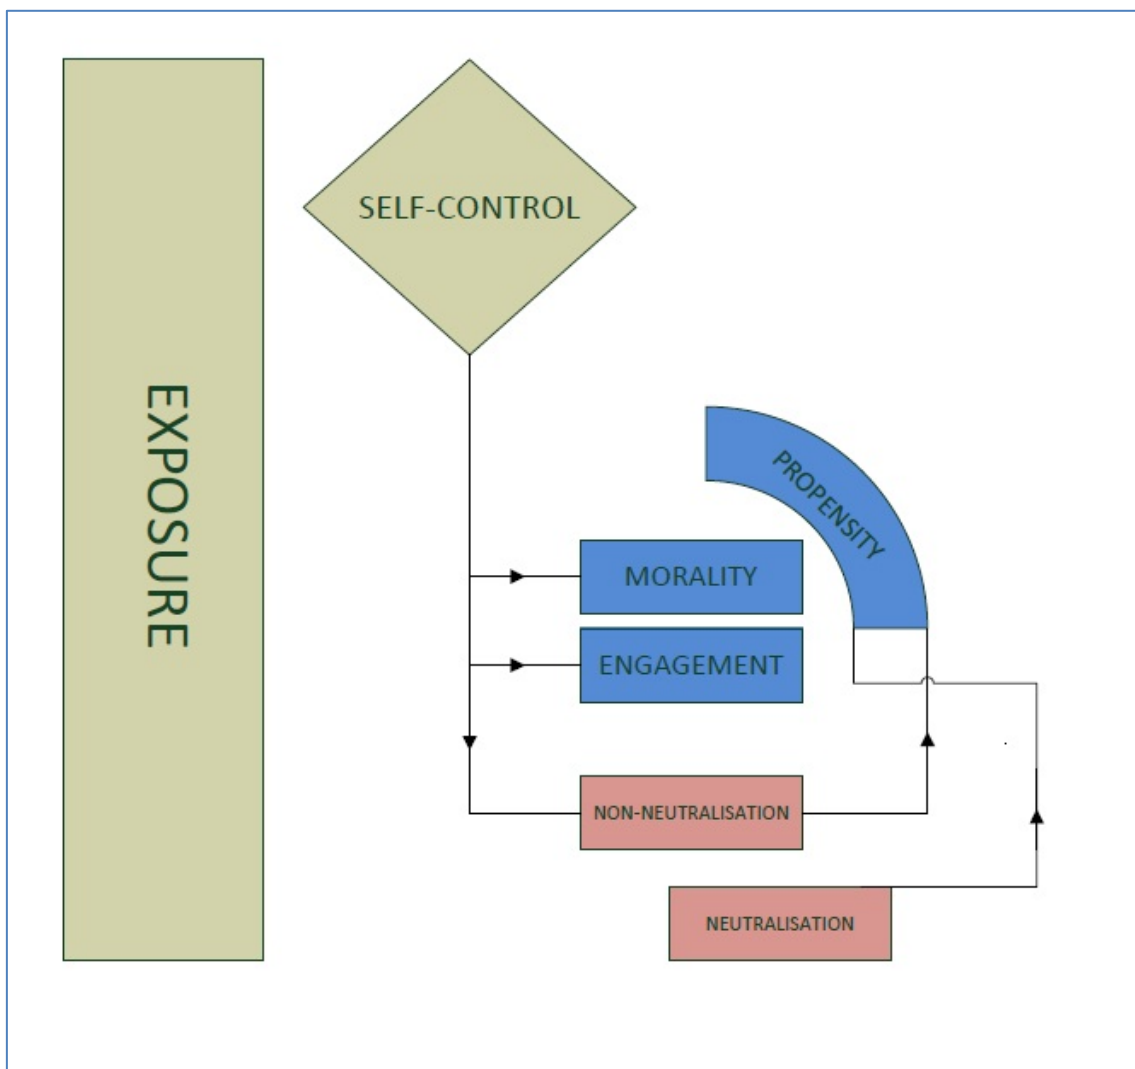 EXPOSURE
SELF-CONTROL
PROPENSITY
MORALITY
ENGAGEMENT
NON-NEUTRALISATION
NEUTRALISATION